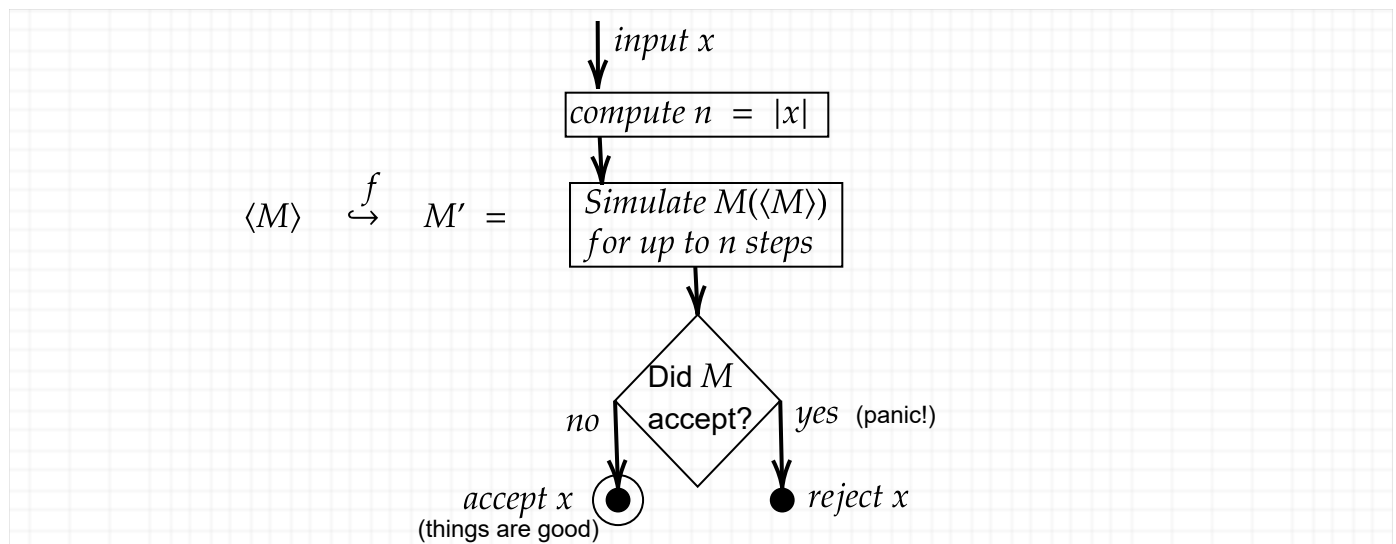 input x
compute n = |x|
f
⟨M⟩ ↪ M′ =
Simulate M(⟨M⟩)
for up to n steps
Did M
accept?
no
yes (panic!)
accept x
(things are good)
reject x